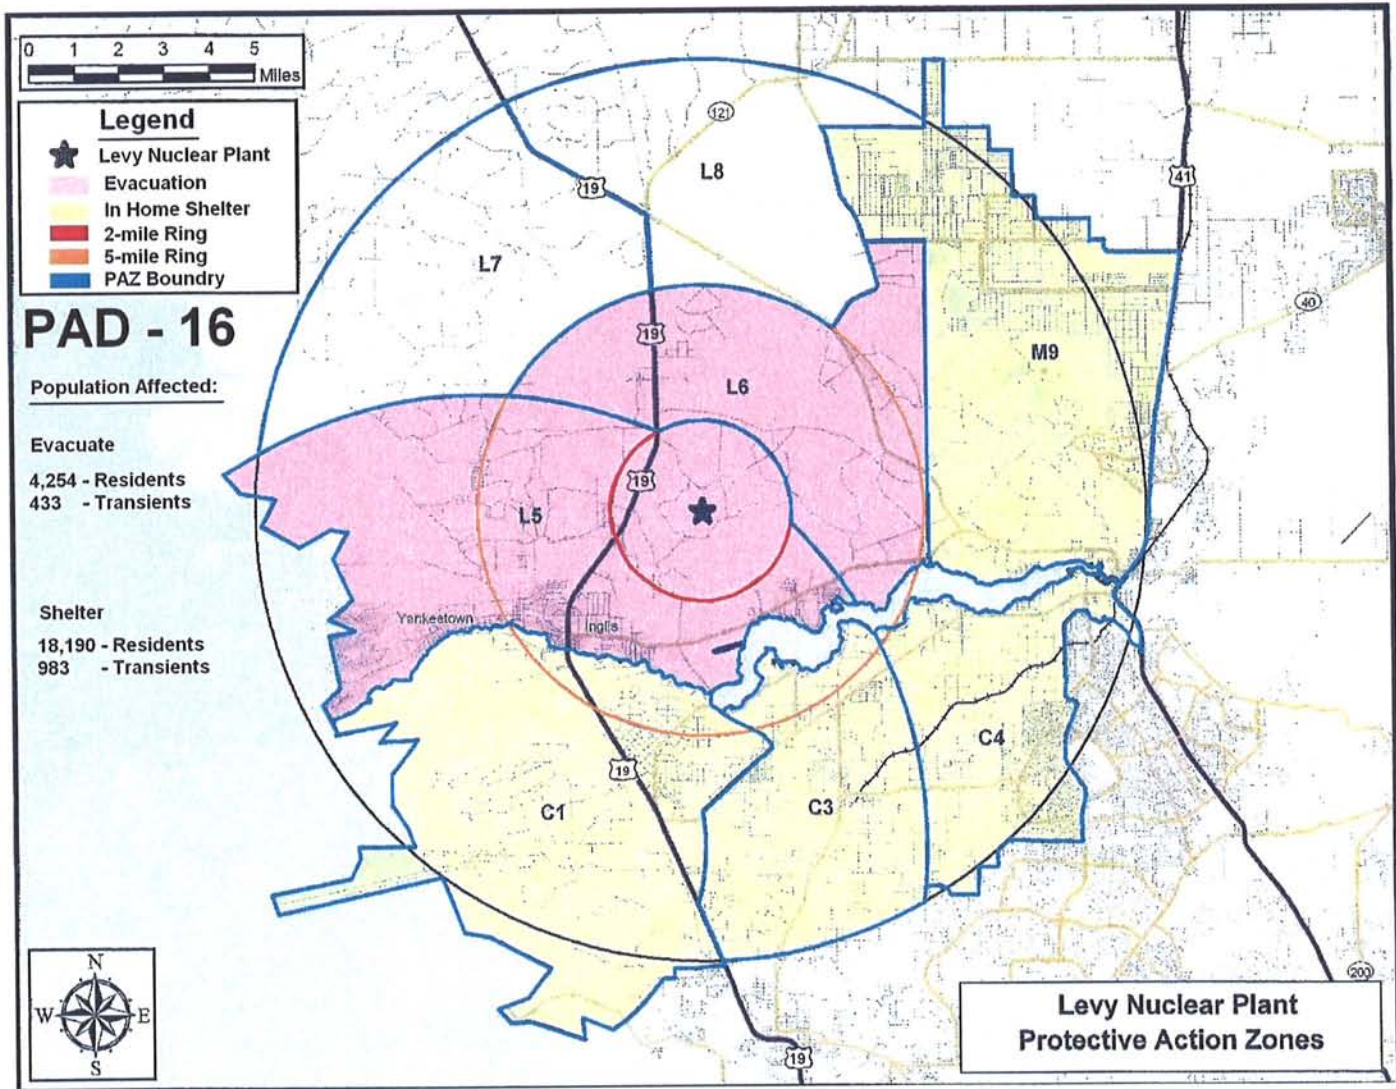 0 1 2 3 4 5
Miles
Legend
Levy Nuclear Plant
Evacuation
In Home Shelter
2-mile Ring
5-mile Ring
PAZ Boundry
PAD - 16
Population Affected:
Evacuate
4,254 - Residents
433 - Transients
Shelter
18,190 - Residents
983 - Transients
121
L8
19
41
L7
40
19
M9
L6
19
L5
Yankeetown
Inglis
C4
19
C3
C1
N
W E
S
200
19
Levy Nuclear Plant
Protective Action Zones